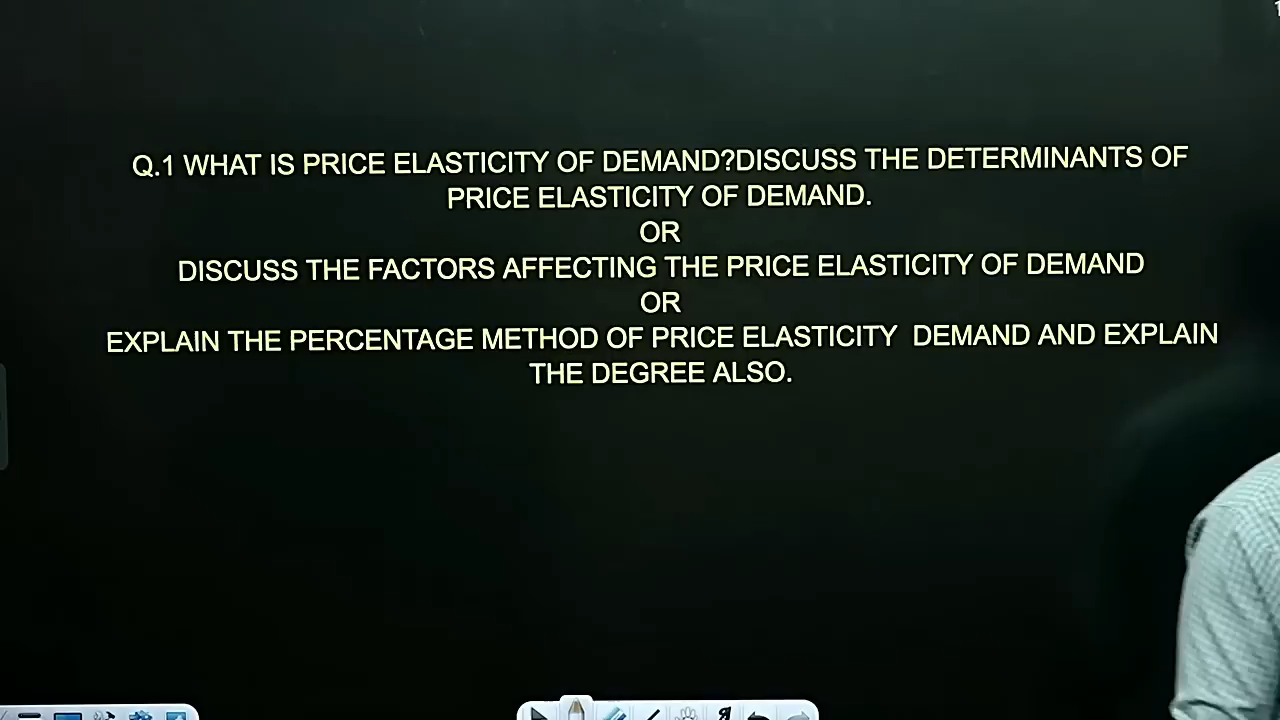 Q.1 WHAT IS PRICE ELASTICITY OF DEMAND?DISCUSS THE DETERMINANTS OF
PRICE ELASTICITY OF DEMAND.
OR
DISCUSS THE FACTORS AFFECTING THE PRICE ELASTICITY OF DEMAND
OR
EXPLAIN THE PERCENTAGE METHOD OF PRICE ELASTICITY DEMAND AND EXPLAIN
THE DEGREE ALSO.